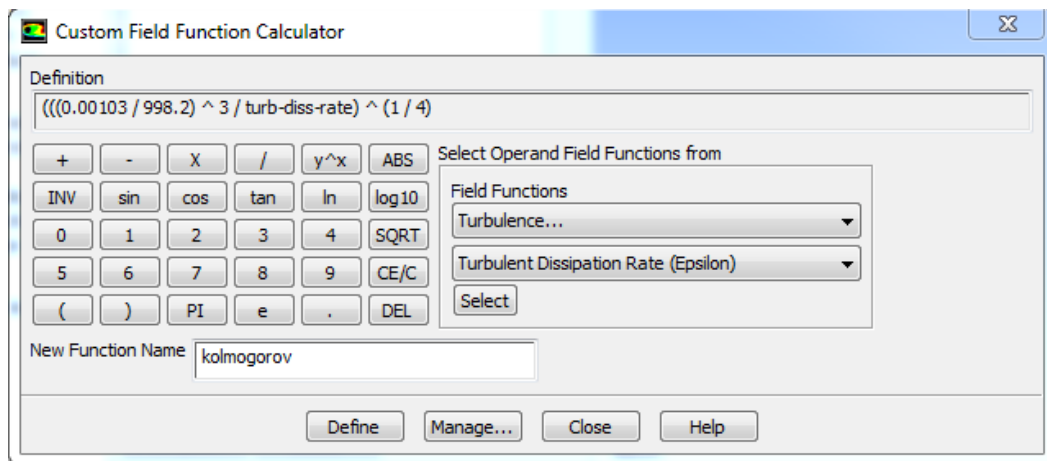 Custom Field Function Calculator
Definition
(((0.00103 / 998.2) ^ 3 / turb-diss-rate) ^ (1 / 4)
+ - X / y^x ABS
INV sin cos tan ln log10
0 1 2 3 4 SQRT
5 6 7 8 9 CE/C
( ) PI e . DEL
Select Operand Field Functions from
Field Functions
Turbulence...
Turbulent Dissipation Rate (Epsilon)
Select
New Function Name kolmogorov
Define Manage... Close Help